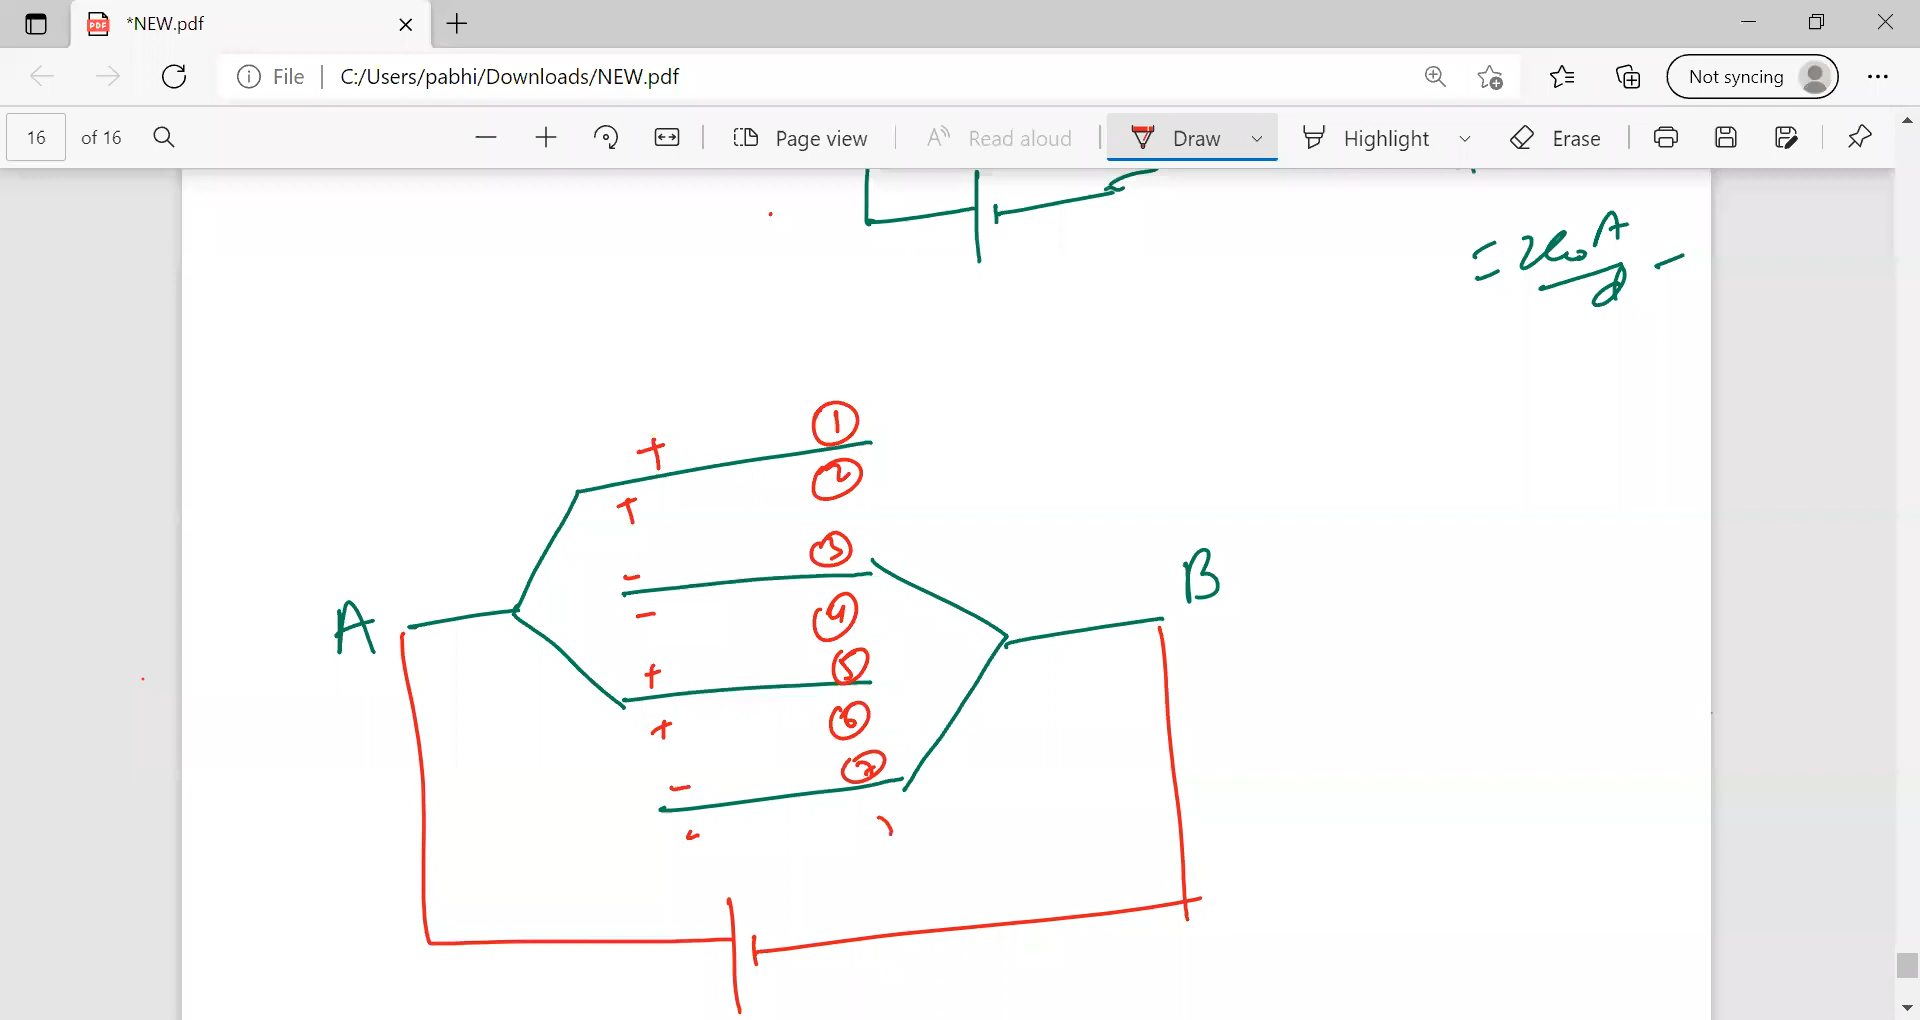 *NEW.pdf
File | C:/Users/pabhi/Downloads/NEW.pdf
Not syncing
16 of 16
Page view
Read aloud
Draw
Highlight
Erase
= 2ε₀A/d -
1
+
2
+
3
-
4
-
A
B
5
+
6
+
7
-
-